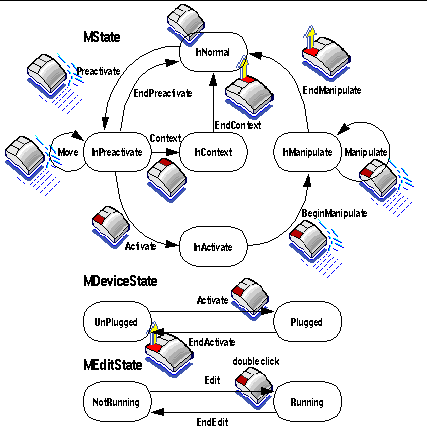 MState
InNormal
Preactivate
EndPreactivate
EndManipulate
EndContext
Move
InPreactivate
Context
InContext
InManipulate
Manipulate
BeginManipulate
Activate
InActivate
MDeviceState
Activate
UnPlugged
Plugged
EndActivate
MEditState
double click
Edit
NotRunning
Running
EndEdit